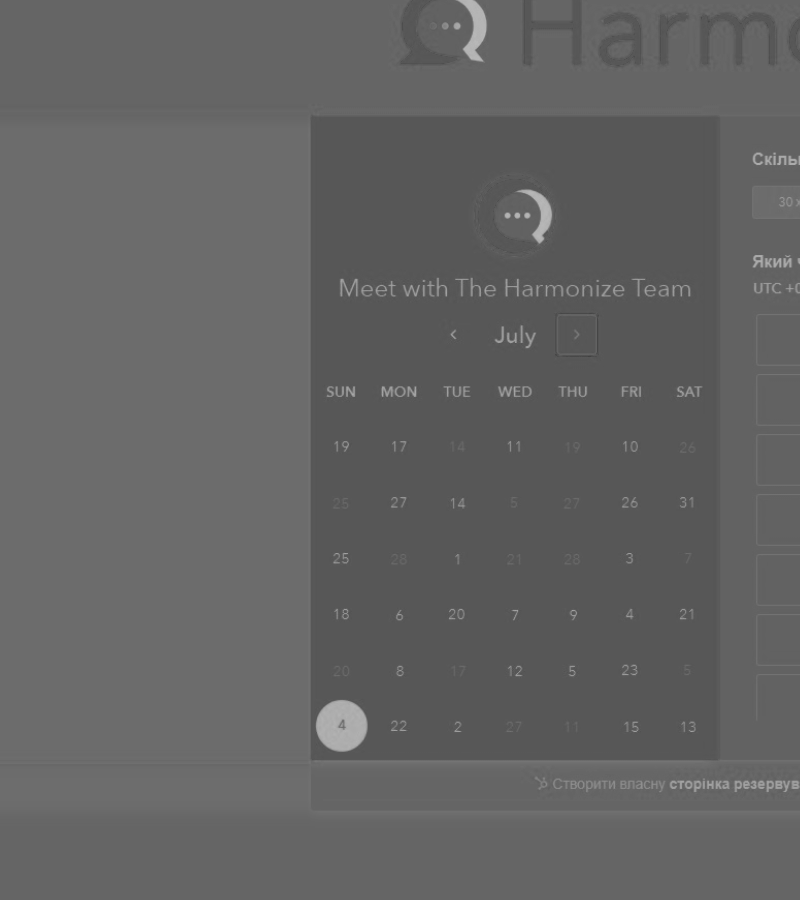 Harmo
Meet with The Harmonize Team
July
SUN MON TUE WED THU FRI SAT
19 17 14 11 19 10 26
25 27 14 5 27 26 31
25 28 1 21 28 3 7
18 6 20 7 9 4 21
20 8 17 12 5 23 5
4 22 2 27 11 15 13
Скіль
30 х
Який ч
UTC +0
Створити власну сторінка резервув